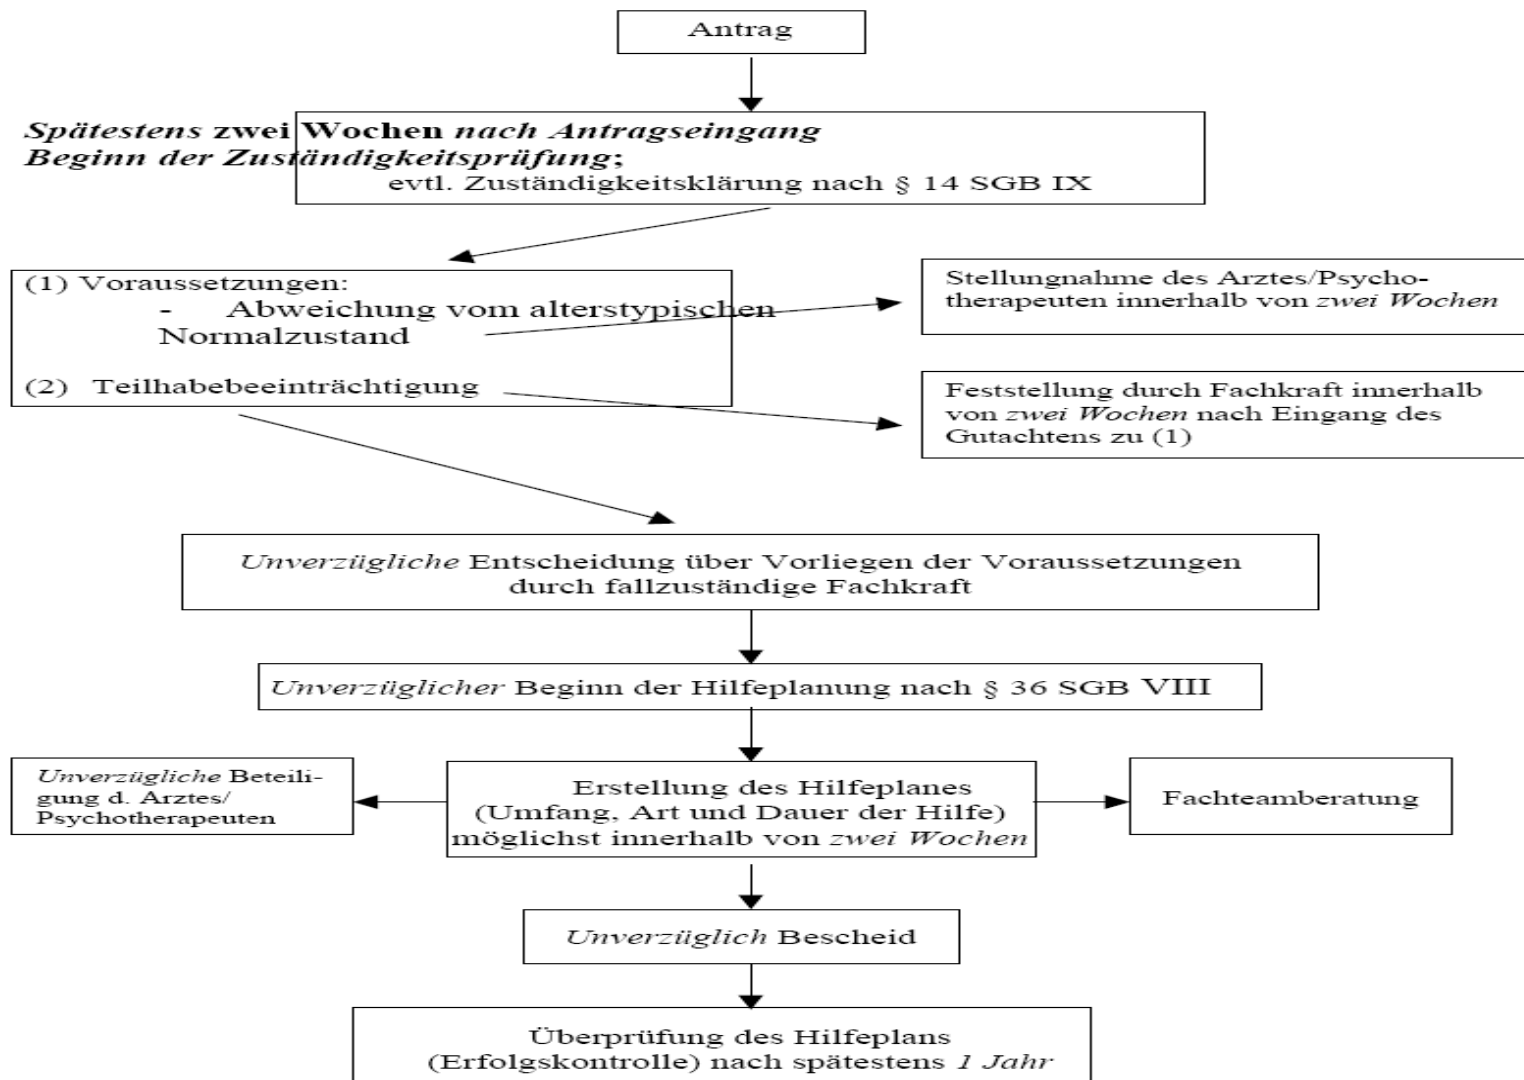 Antrag
Spätestens zwei Wochen nach Antragseingang
Beginn der Zuständigkeitsprüfung;
evtl. Zuständigkeitsklärung nach § 14 SGB IX
(1) Voraussetzungen:
- Abweichung vom alterstypischen
Normalzustand
(2) Teilhabebeeinträchtigung
Stellungnahme des Arztes/Psycho-
therapeuten innerhalb von zwei Wochen
Feststellung durch Fachkraft innerhalb
von zwei Wochen nach Eingang des
Gutachtens zu (1)
Unverzügliche Entscheidung über Vorliegen der Voraussetzungen
durch fallzuständige Fachkraft
Unverzüglicher Beginn der Hilfeplanung nach § 36 SGB VIII
Unverzügliche Beteili-
gung d. Arztes/
Psychotherapeuten
Erstellung des Hilfeplanes
(Umfang, Art und Dauer der Hilfe)
möglichst innerhalb von zwei Wochen
Fachteamberatung
Unverzüglich Bescheid
Überprüfung des Hilfeplans
(Erfolgskontrolle) nach spätestens 1 Jahr